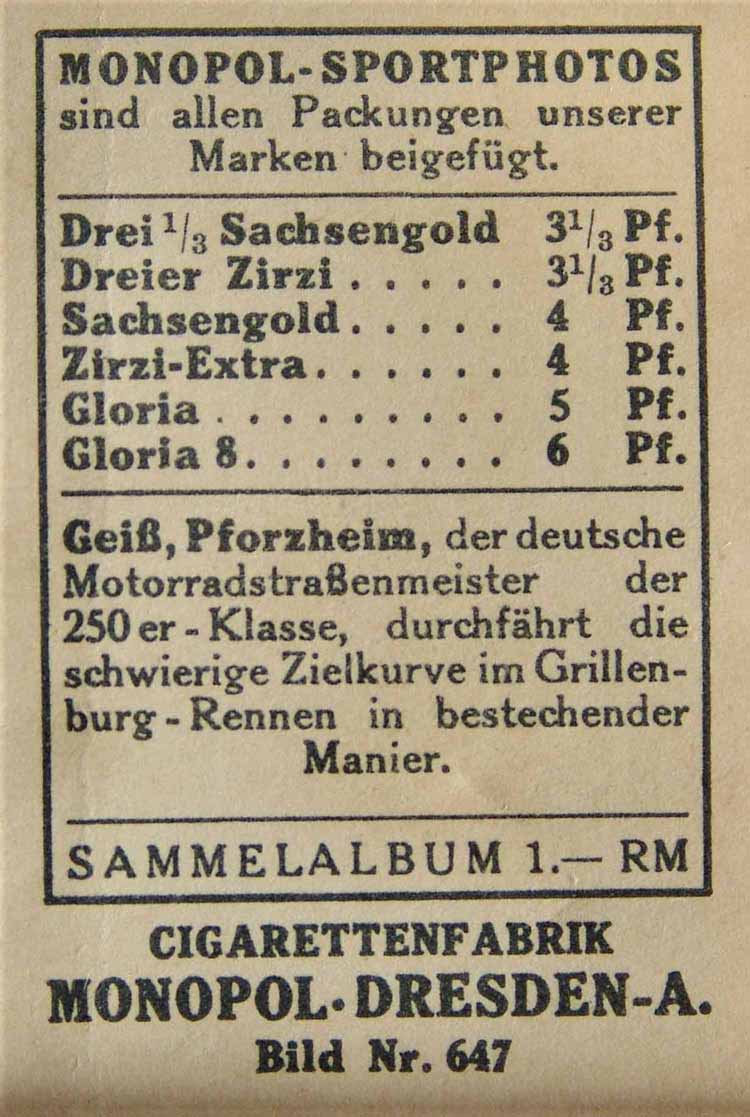 MONOPOL-SPORTPHOTOS
sind allen Packungen unserer
Marken beigefügt.
Drei 1/3 Sachsengold 3 1/3 Pf.
Dreier Zirzi . . . . . 3 1/3 Pf.
Sachsengold . . . . . 4 Pf.
Zirzi-Extra . . . . . . 4 Pf.
Gloria . . . . . . . . . 5 Pf.
Gloria 8 . . . . . . . . 6 Pf.
Geiß, Pforzheim, der deutsche
Motorradstraßenmeister der
250er-Klasse, durchfährt die
schwierige Zielkurve im Grillen-
burg-Rennen in bestechender
Manier.
SAMMELALBUM 1.— RM
CIGARETTENFABRIK
MONOPOL·DRESDEN-A.
Bild Nr. 647